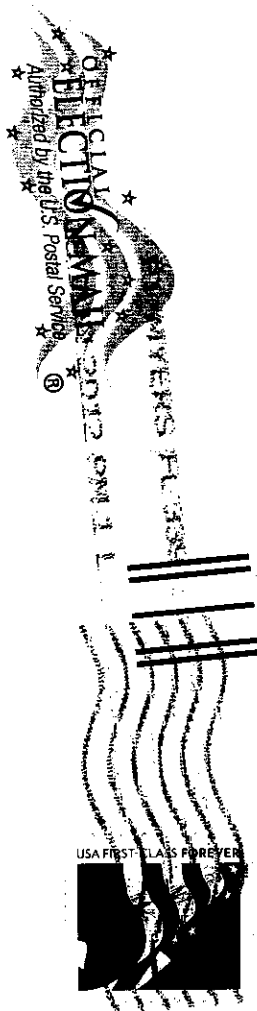 OFFICIAL
ELECTION MAIL
Authorized by the U.S. Postal Service
®
USA FIRST-CLASS FOREVER